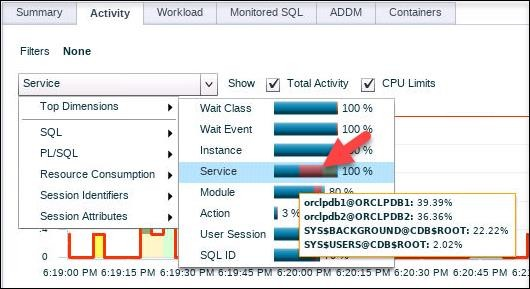 Summary Activity Workload Monitored SQL ADDM Containers
Filters None
Service Show Total Activity CPU Limits
Top Dimensions
SQL
PL/SQL
Resource Consumption
Session Identifiers
Session Attributes
Wait Class 100 %
Wait Event 100 %
Instance %
Service 100 %
Module 80 %
Action 3 %
User Session
SQL ID
orclpdb1@ORCLPDB1: 39.39%
orclpdb2@ORCLPDB2: 36.36%
SYS$BACKGROUND@CDB$ROOT: 22.22%
SYS$USERS@CDB$ROOT: 2.02%
.4
0
6:19:00 PM 6:19:15 PM 6:19:30 PM 6:19:45 PM 6:20:00 PM 6:20:15 PM 6:20:30 PM 6:20:45 PM 6:21:00